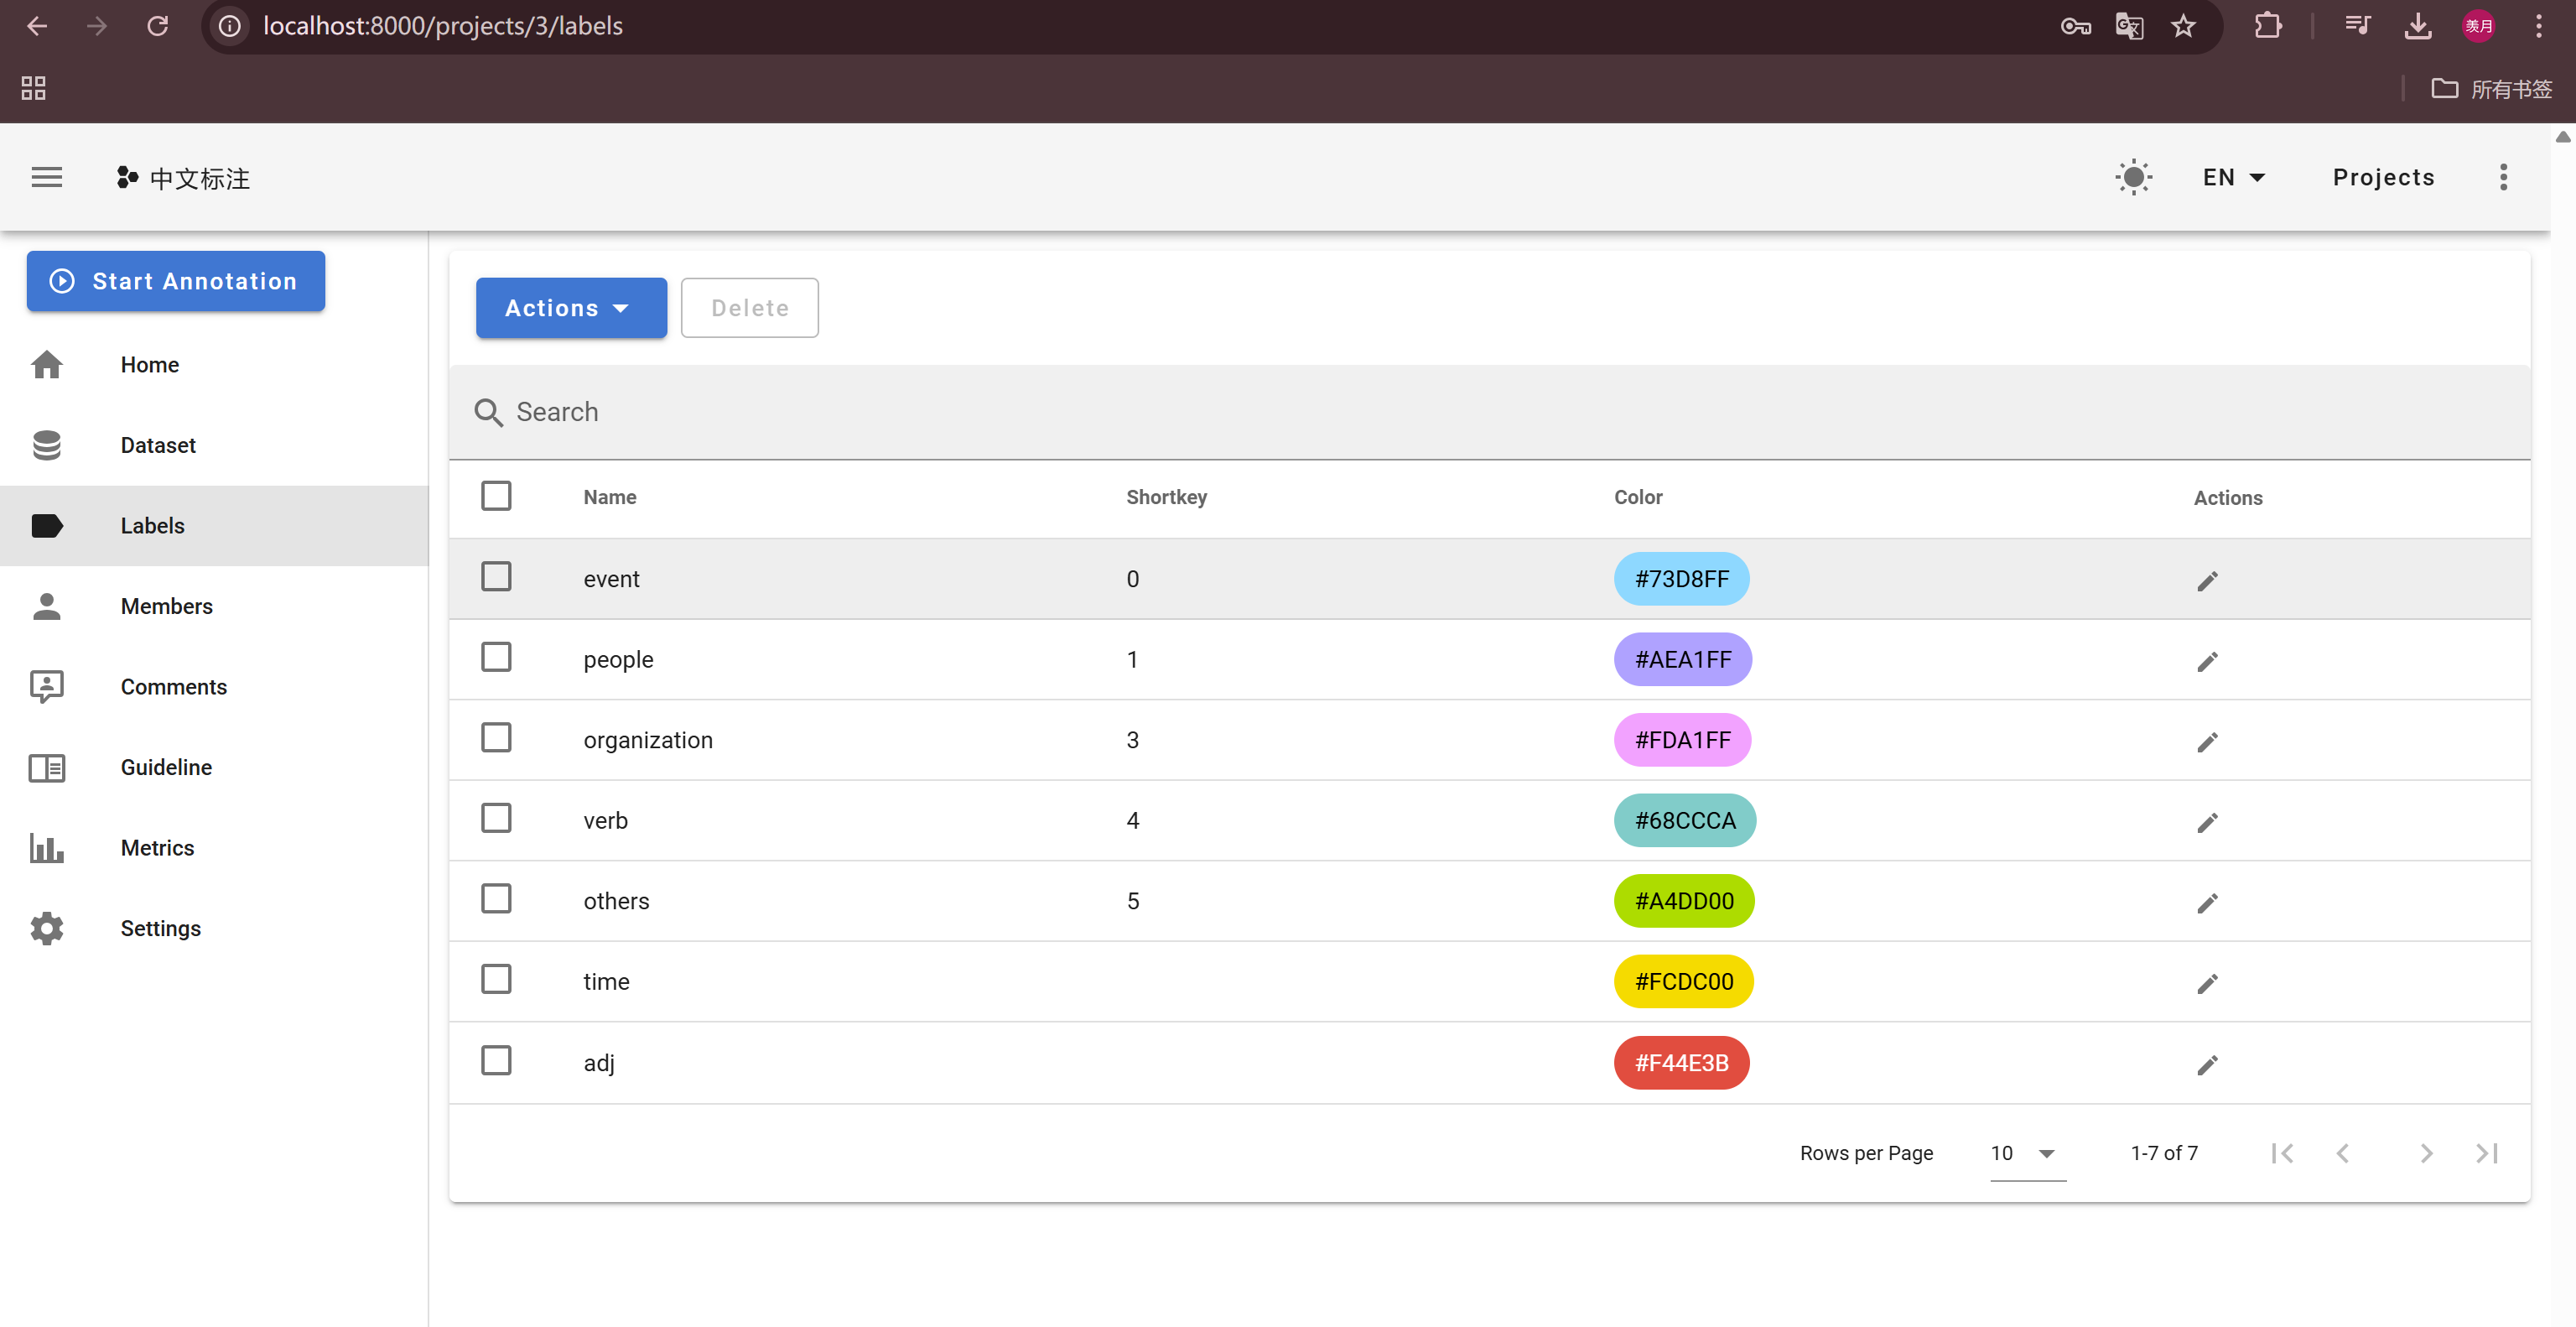 localhost:8000/projects/3/labels
羡月
所有书签
中文标注
EN
Projects
Start Annotation
Home
Dataset
Labels
Members
Comments
Guideline
Metrics
Settings
Actions
Delete
Search
Name Shortkey Color Actions
event 0 #73D8FF
people 1 #AEA1FF
organization 3 #FDA1FF
verb 4 #68CCCA
others 5 #A4DD00
time #FCDC00
adj #F44E3B
Rows per Page 10 1-7 of 7